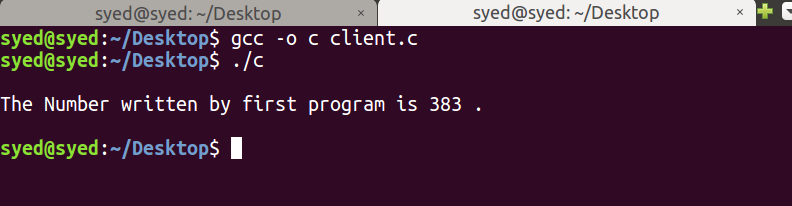 syed@syed: ~/Desktop × syed@syed: ~/Desktop ×
syed@syed:~/Desktop$ gcc -o c client.c
syed@syed:~/Desktop$ ./c
The Number written by first program is 383 .
syed@syed:~/Desktop$